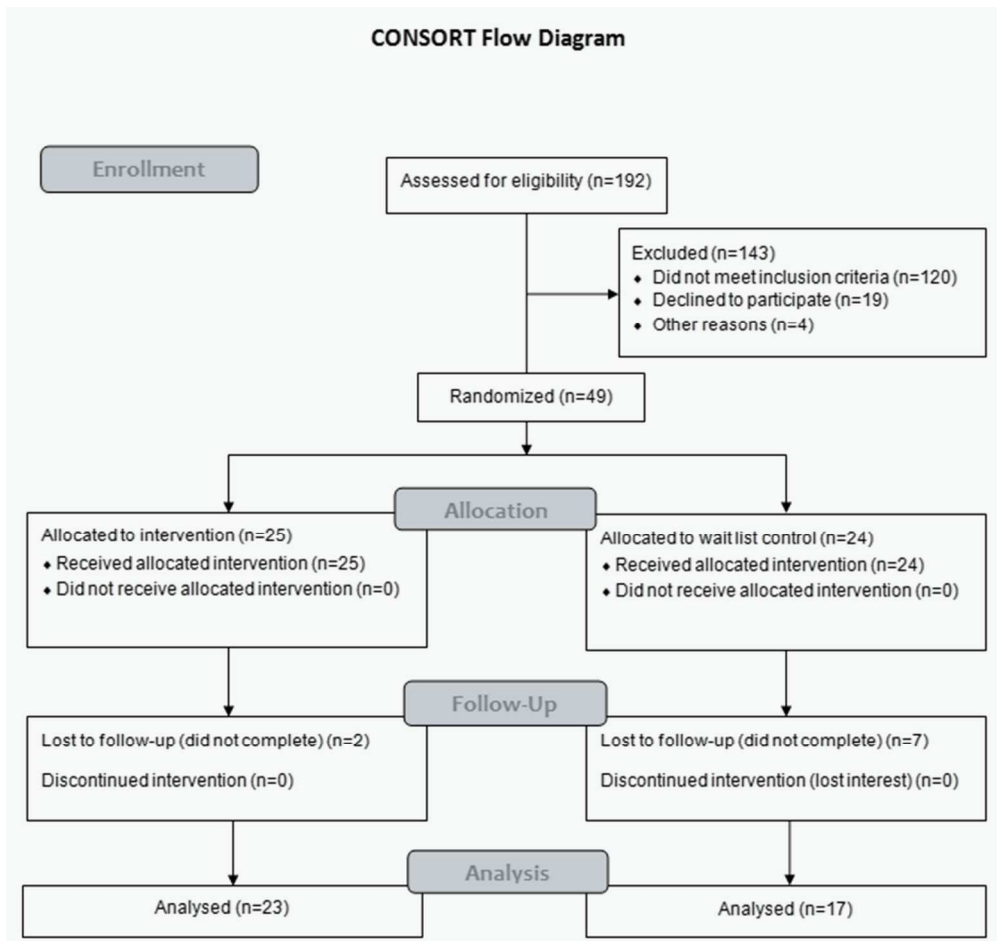 CONSORT Flow Diagram
Enrollment
Assessed for eligibility (n=192)
Excluded (n=143)
• Did not meet inclusion criteria (n=120)
• Declined to participate (n=19)
• Other reasons (n=4)
Randomized (n=49)
Allocation
Allocated to intervention (n=25)
• Received allocated intervention (n=25)
• Did not receive allocated intervention (n=0)
Allocated to wait list control (n=24)
• Received allocated intervention (n=24)
• Did not receive allocated intervention (n=0)
Follow-Up
Lost to follow-up (did not complete) (n=2)
Discontinued intervention (n=0)
Lost to follow-up (did not complete) (n=7)
Discontinued intervention (lost interest) (n=0)
Analysis
Analysed (n=23)
Analysed (n=17)